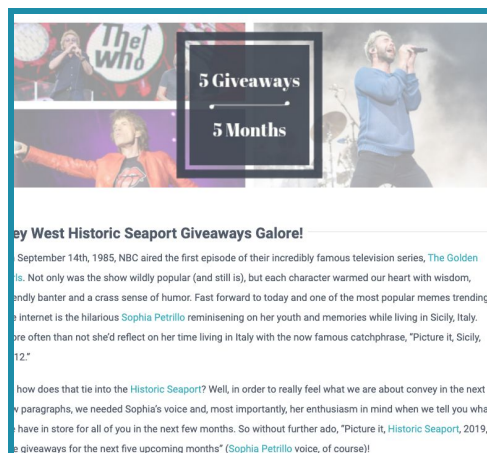 The
who
5 Giveaways
5 Months
ey West Historic Seaport Giveaways Galore!
September 14th, 1985, NBC aired the first episode of their incredibly famous television series, The Golden
ls. Not only was the show wildly popular (and still is), but each character warmed our heart with wisdom,
endly banter and a crass sense of humor. Fast forward to today and one of the most popular memes trending
e internet is the hilarious Sophia Petrillo reminisening on her youth and memories while living in Sicily, Italy.
ore often than not she'd reflect on her time living in Italy with the now famous catchphrase, "Picture it, Sicily,
12."
how does that tie into the Historic Seaport? Well, in order to really feel what we are about convey in the next
w paragraphs, we needed Sophia's voice and, most importantly, her enthusiasm in mind when we tell you wha
have in store for all of you in the next few months. So without further ado, "Picture it, Historic Seaport, 2019,
e giveaways for the next five upcoming months" (Sophia Petrillo voice, of course)!